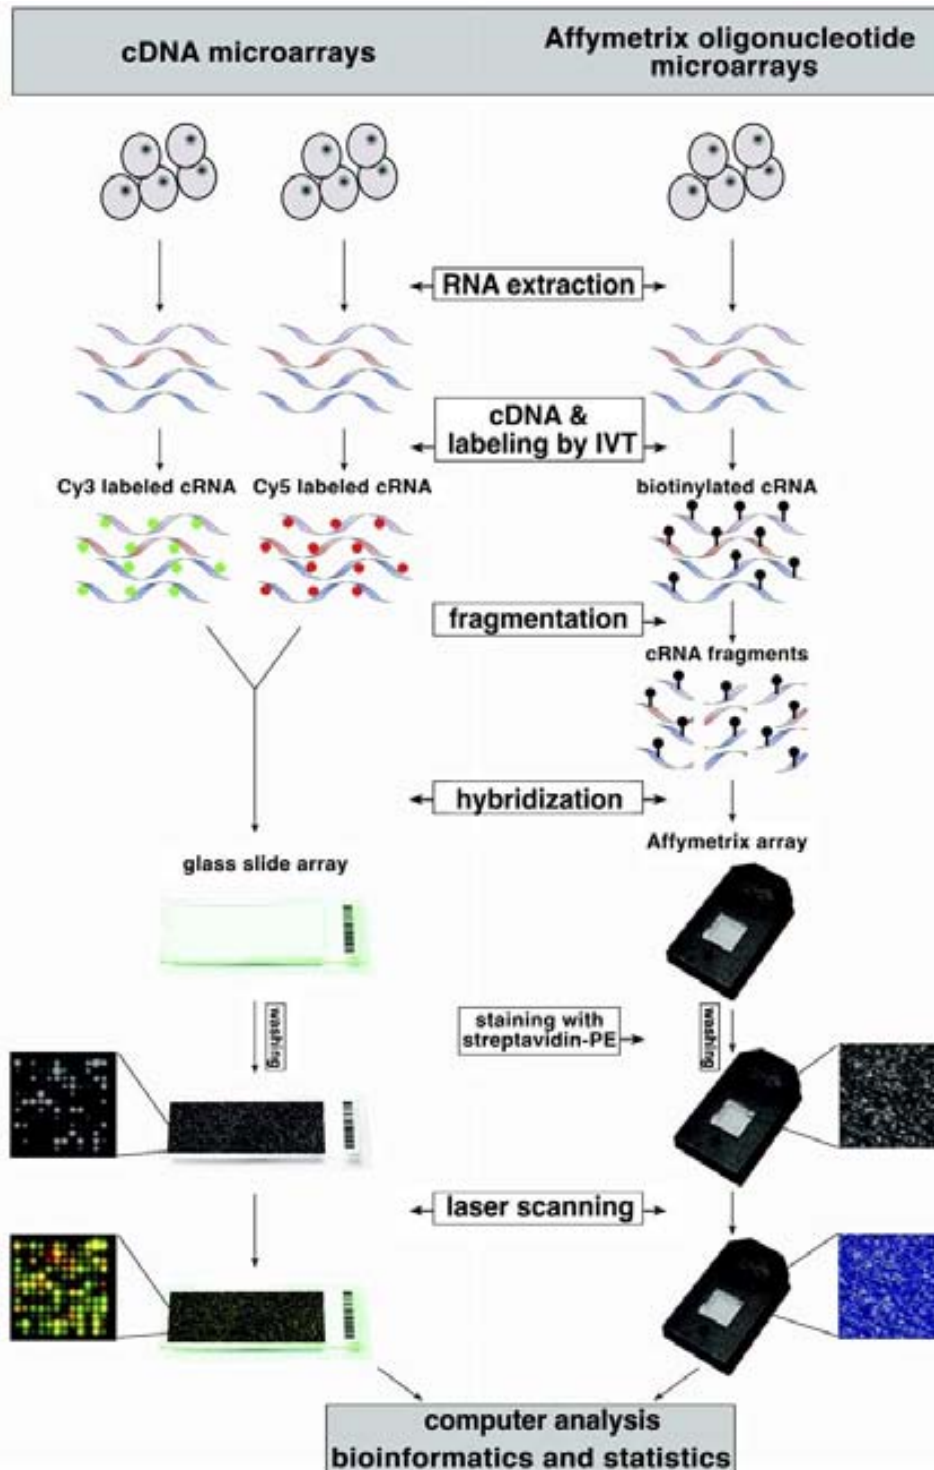 cDNA microarrays
Affymetrix oligonucleotide
microarrays
RNA extraction
cDNA &
labeling by IVT
Cy3 labeled cRNA
Cy5 labeled cRNA
biotinylated cRNA
fragmentation
cRNA fragments
hybridization
glass slide array
Affymetrix array
washing
staining with
streptavidin-PE
washing
laser scanning
computer analysis
bioinformatics and statistics